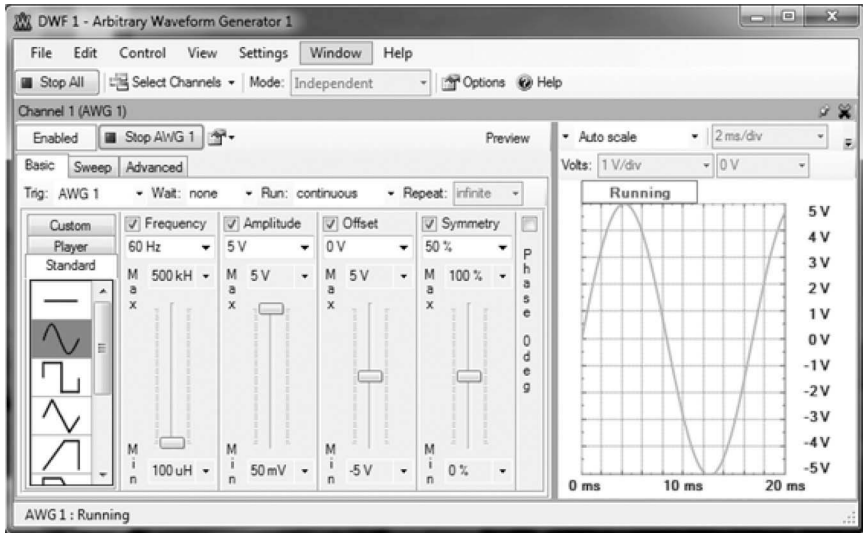 DWF 1 - Arbitrary Waveform Generator 1
File Edit Control View Settings Window Help
Stop All Select Channels Mode: Independent Options Help
Channel 1 (AWG 1)
Enabled Stop AWG 1 Preview
Auto scale 2 ms/div
Basic Sweep Advanced
Volts: 1 V/div 0 V
Trig: AWG 1 Wait: none Run: continuous Repeat: infinite
Custom
Player
Standard
Frequency
60 Hz
Max 500 kH
Min 100 uH
Amplitude
5 V
Max 5 V
Min 50 mV
Offset
0 V
Max 5 V
Min -5 V
Symmetry
50 %
Max 100 %
Min 0 %
Phase 0deg
Running
5 V
4 V
3 V
2 V
1 V
0 V
-1 V
-2 V
-3 V
-4 V
-5 V
0 ms 10 ms 20 ms
AWG 1 : Running